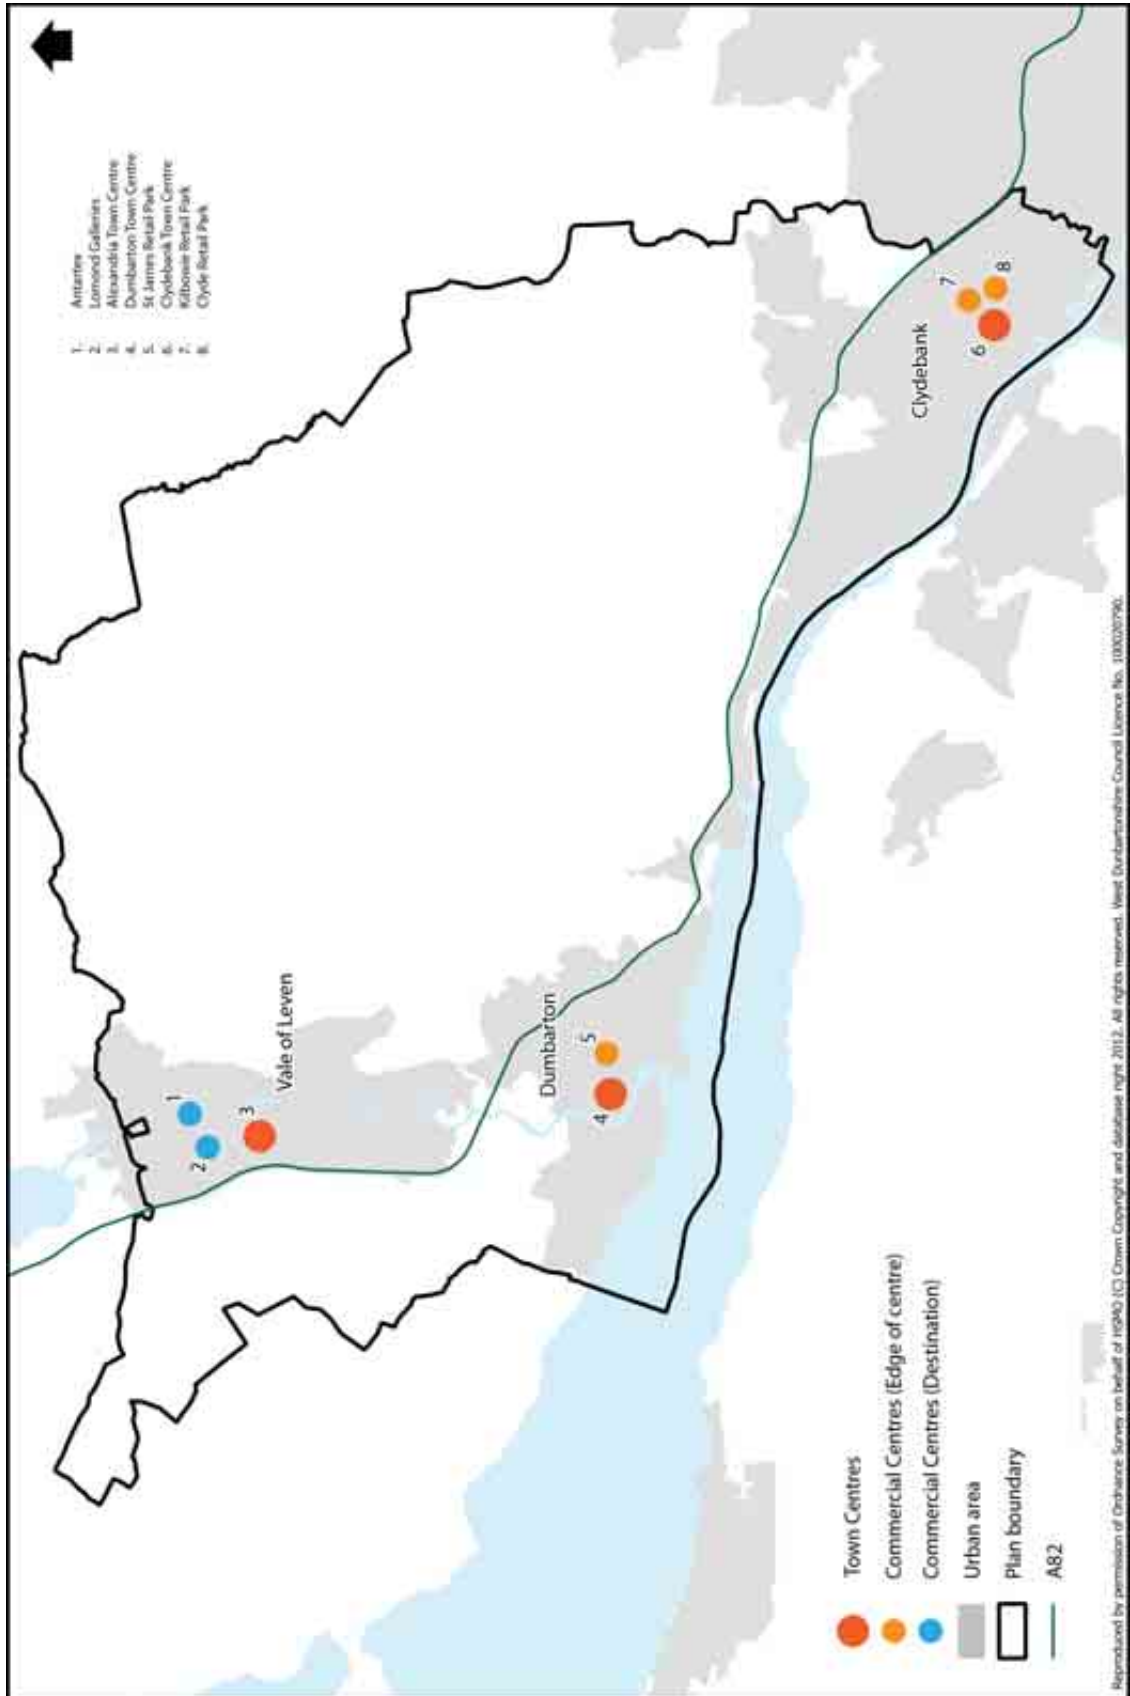 1. Antartex
2. Lomond Galleries
3. Alexandria Town Centre
4. Dumbarton Town Centre
5. St James Retail Park
6. Clydebank Town Centre
7. Kilbowie Retail Park
8. Clyde Retail Park
1
2
3
Vale of Leven
Dumbarton
4
5
Clydebank
6
7
8
Town Centres
Commercial Centres (Edge of centre)
Commercial Centres (Destination)
Urban area
Plan boundary
A82
Reproduced by permission of Ordnance Survey on behalf of HSMO (C) Crown Copyright and database right 2012. All rights reserved. West Dunbartonshire Council Licence No. 100020790.